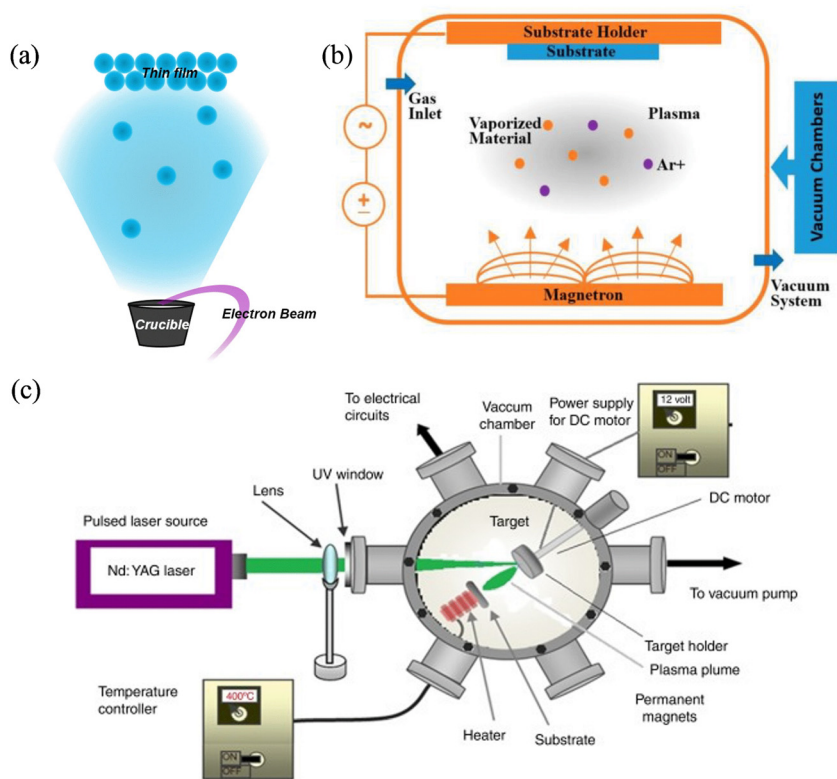 (a)
Thin film
Crucible
Electron Beam
(b)
Substrate Holder
Substrate
Gas
Inlet
Vaporized
Material
Plasma
Ar+
~
±
Magnetron
Vacuum
System
Vacuum Chambers
(c)
To electrical
circuits
Vaccum
chamber
Power supply
for DC motor
12 volt
ON
OFF
UV window
Lens
Pulsed laser source
Nd: YAG laser
Target
DC motor
To vacuum pump
Target holder
Plasma plume
Permanent
magnets
Temperature
controller
400°C
ON
OFF
Heater
Substrate